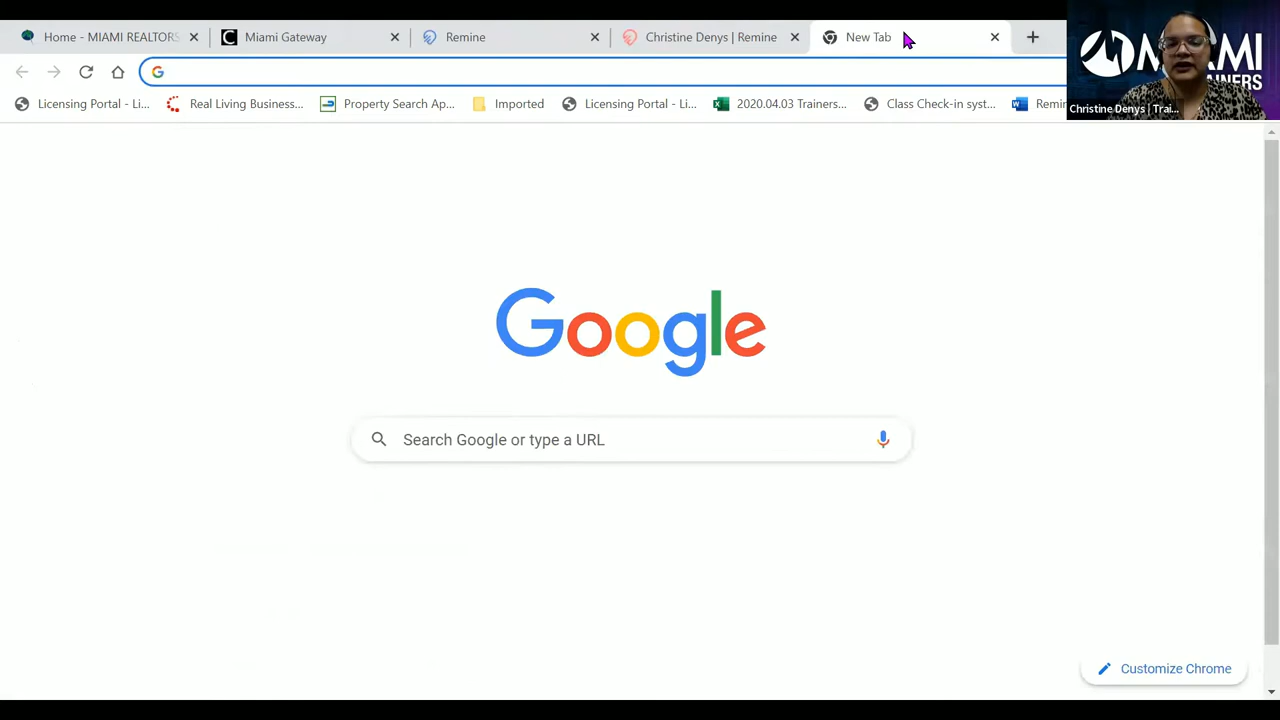 Home - MIAMI REALTORS
Miami Gateway
Remine
Christine Denys | Remine
New Tab
Licensing Portal - Li...
Real Living Business...
Property Search Ap...
Imported
Licensing Portal - Li...
2020.04.03 Trainers...
Class Check-in syst...
Christine Denys | Trai...
Google
Search Google or type a URL
Customize Chrome